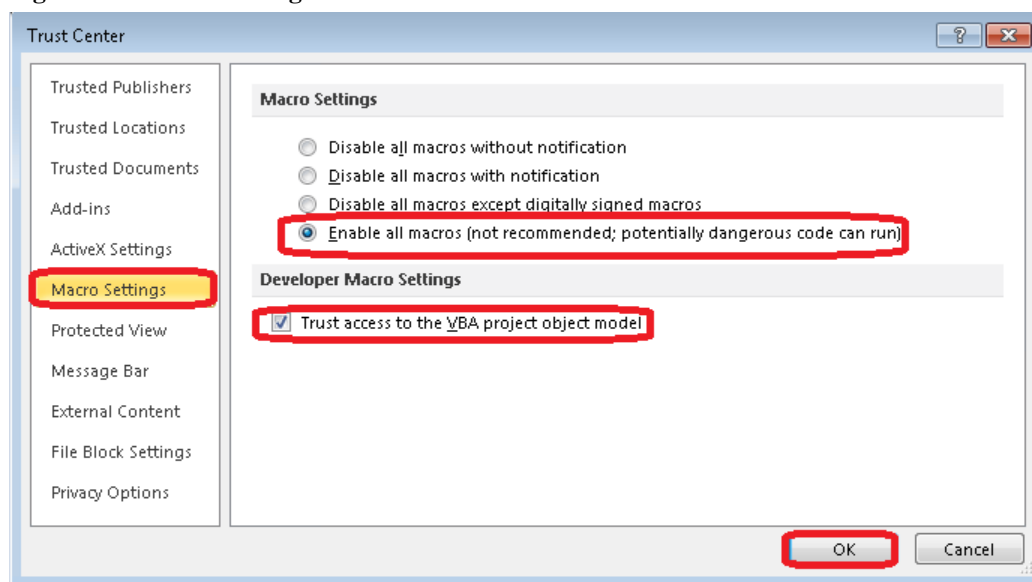 Trust Center
Trusted Publishers
Trusted Locations
Trusted Documents
Add-ins
ActiveX Settings
Macro Settings
Protected View
Message Bar
External Content
File Block Settings
Privacy Options
Macro Settings
Disable all macros without notification
Disable all macros with notification
Disable all macros except digitally signed macros
Enable all macros (not recommended; potentially dangerous code can run)
Developer Macro Settings
Trust access to the VBA project object model
OK
Cancel